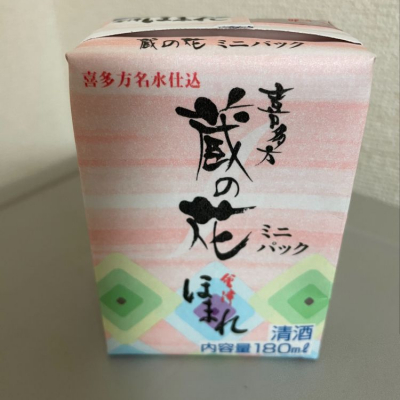 蔵の花 ミニパック
喜多方名水仕込
喜多方
蔵の花
ミニ
パック
會津
ほまれ
清酒
内容量180ml